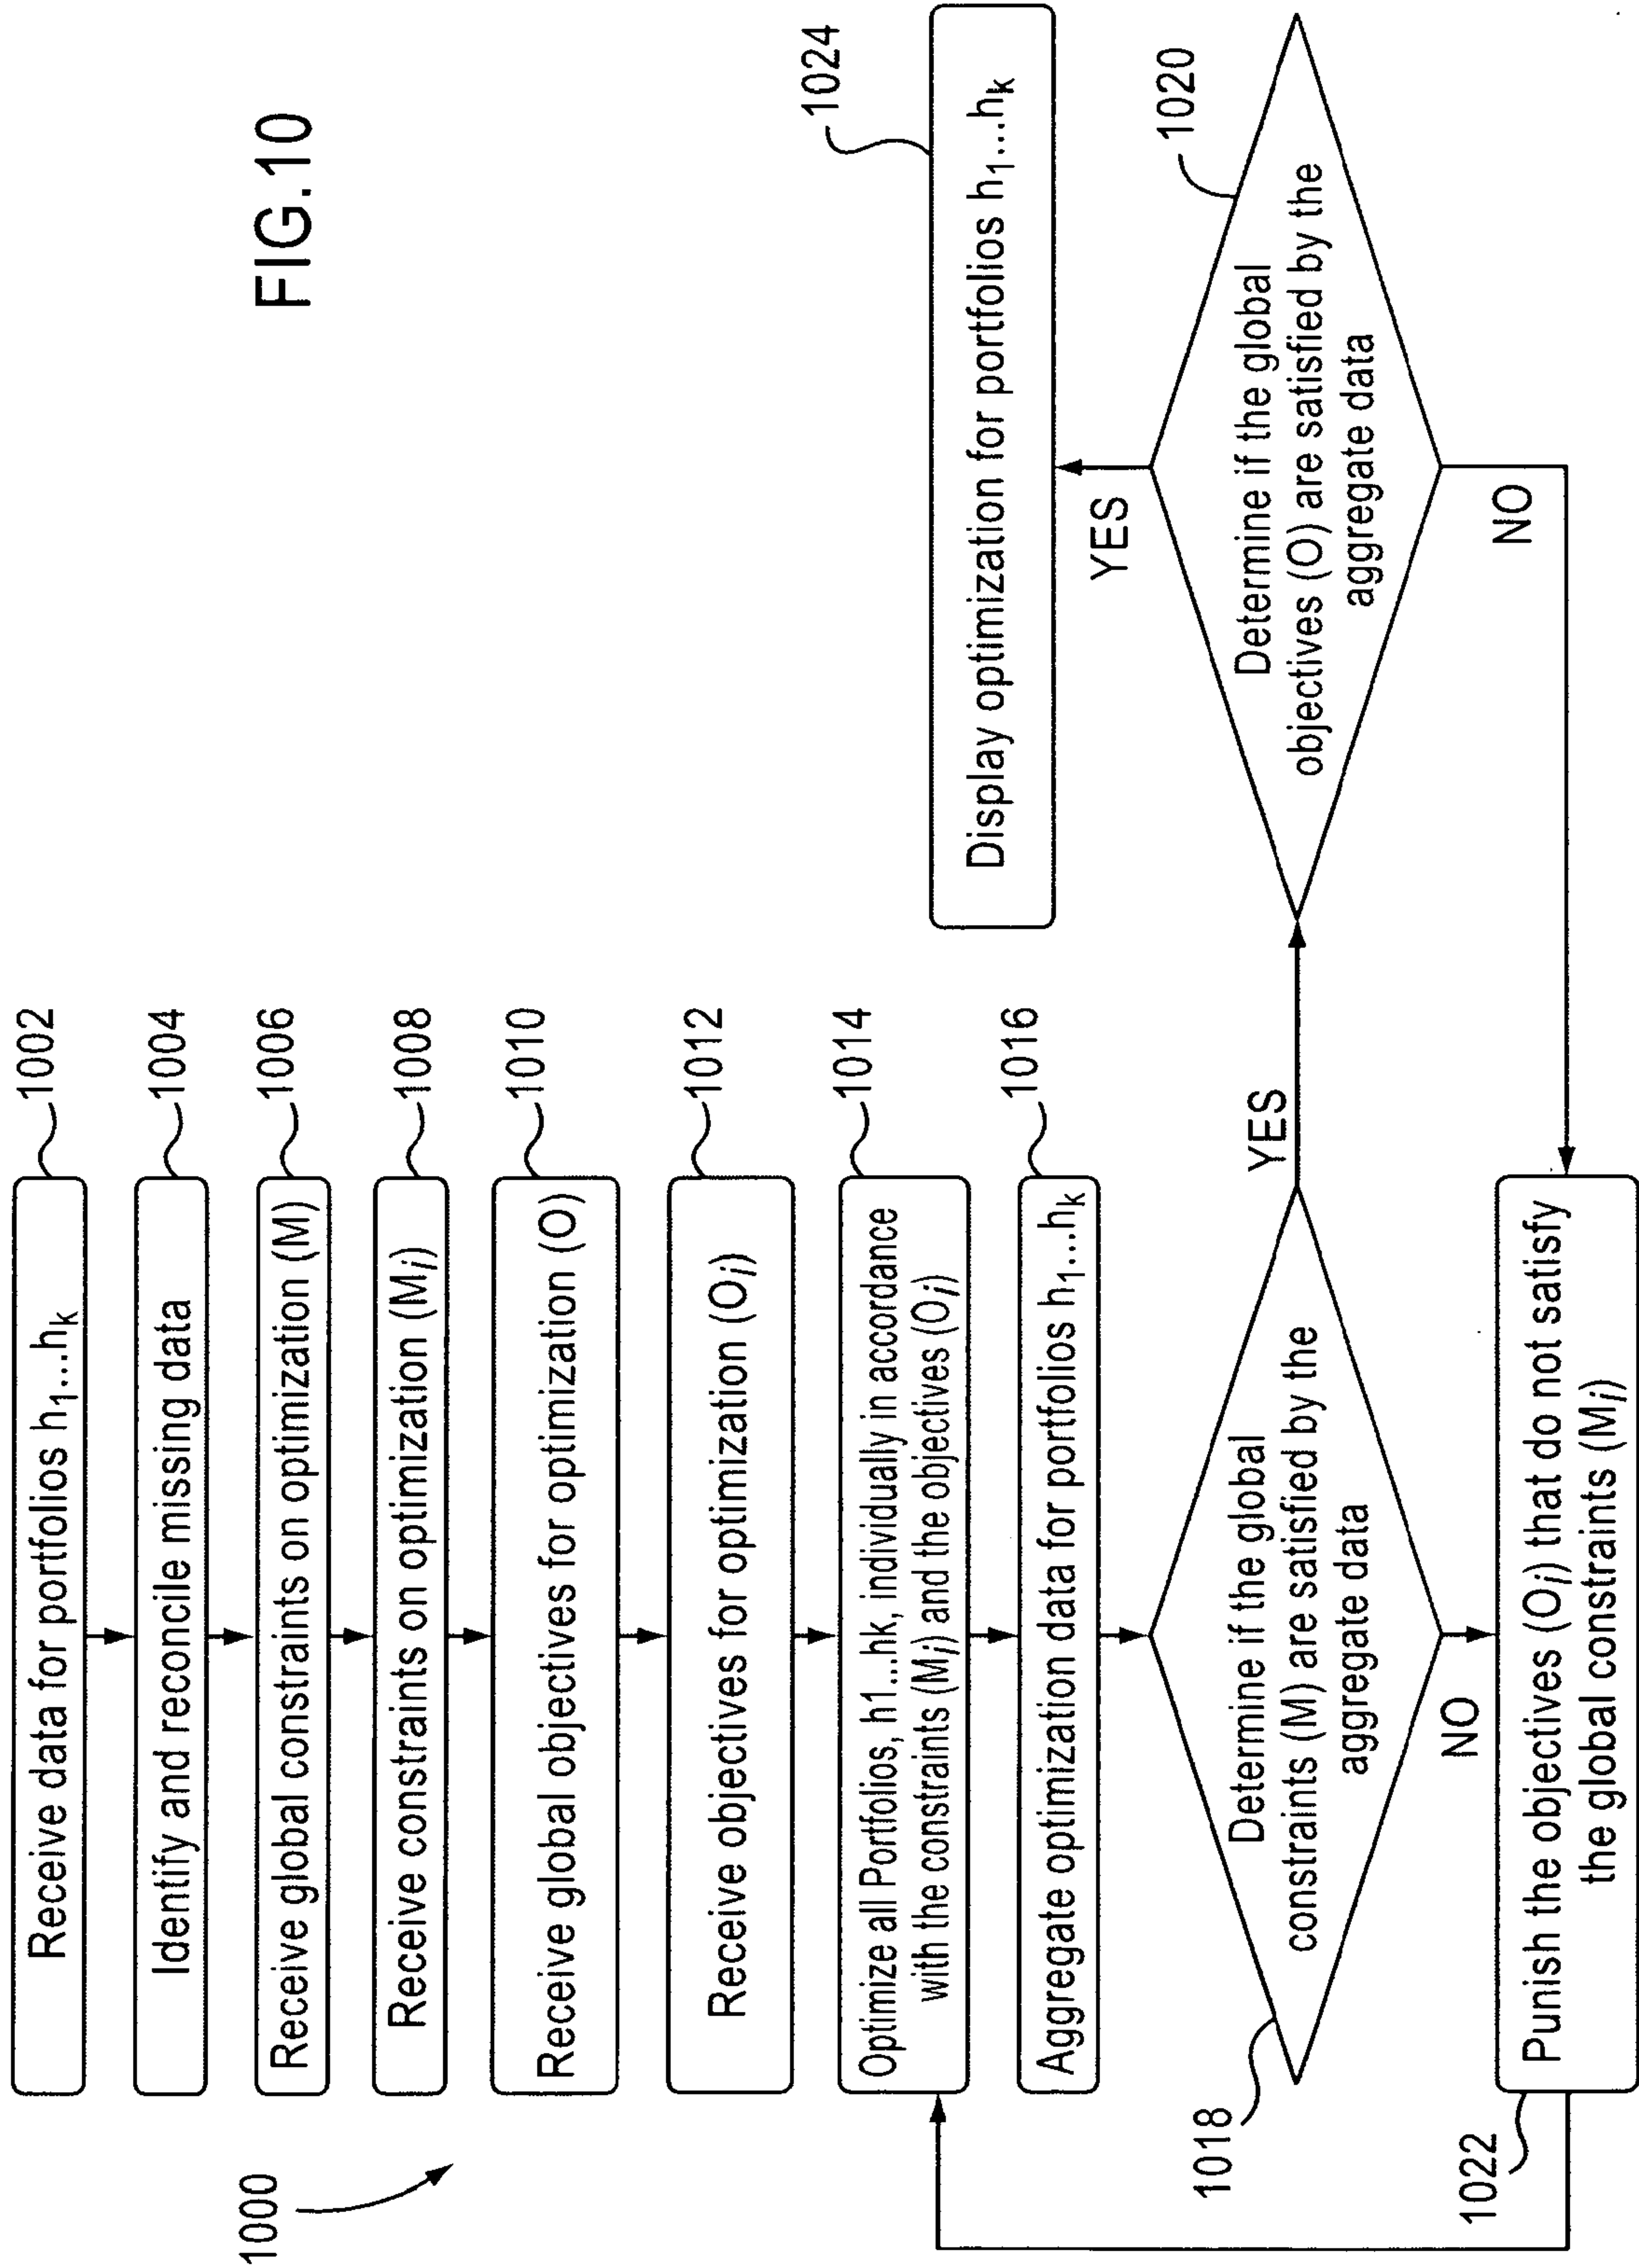 FIG.10
1000
Receive data for portfolios h1...hk
1002
Identify and reconcile missing data
1004
Receive global constraints on optimization (M)
1006
Receive constraints on optimization (Mi)
1008
Receive global objectives for optimization (O)
1010
Receive objectives for optimization (Oi)
1012
Optimize all Portfolios, h1...hk, individually in accordance
with the constraints (Mi) and the objectives (Oi)
1014
Aggregate optimization data for portfolios h1...hk
1016
Determine if the global
constraints (M) are satisfied by the
aggregate data
1018
YES
NO
Determine if the global
objectives (O) are satisfied by the
aggregate data
1020
YES
NO
Display optimization for portfolios h1...hk
1024
Punish the objectives (Oi) that do not satisfy
the global constraints (Mi)
1022